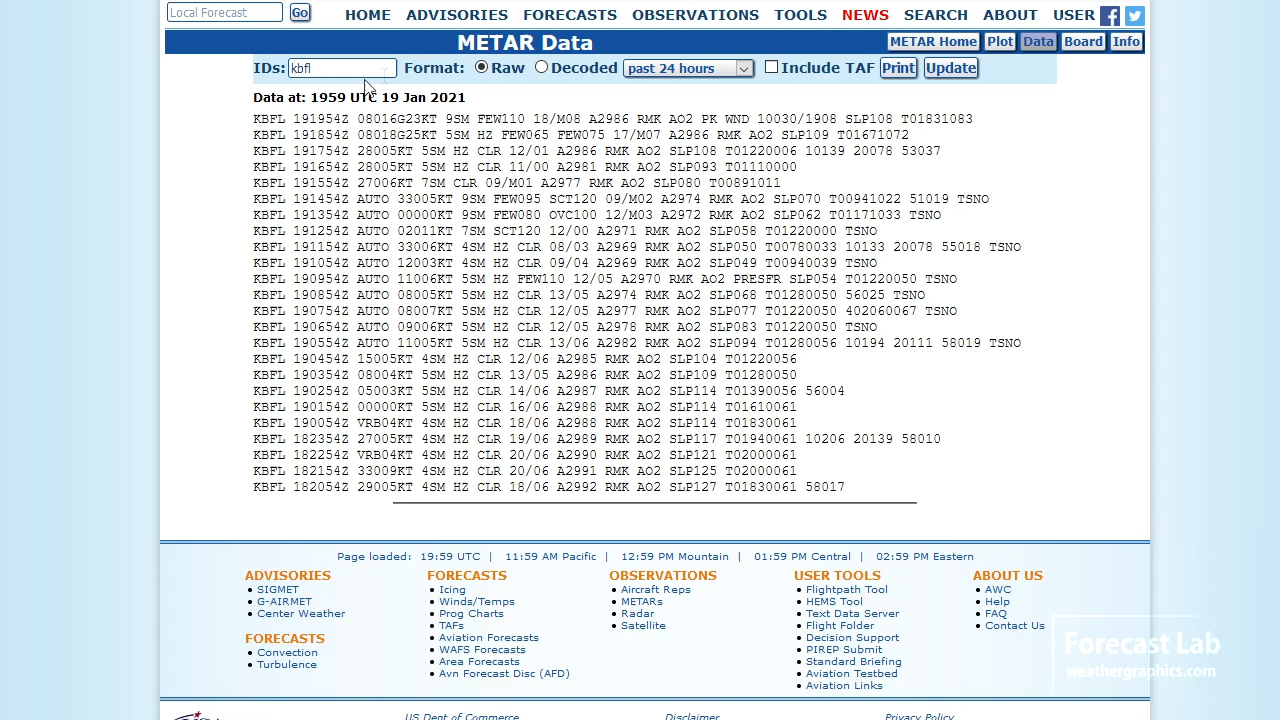 Local Forecast Go HOME ADVISORIES FORECASTS OBSERVATIONS TOOLS NEWS SEARCH ABOUT USER
METAR Data METAR Home Plot Data Board Info
IDs: kbfl Format: Raw Decoded past 24 hours Include TAF Print Update
Data at: 1959 UTC 19 Jan 2021
KBFL 191954Z 08016G23KT 9SM FEW110 18/M08 A2986 RMK AO2 PK WND 10030/1908 SLP108 T01831083
KBFL 191854Z 08018G25KT 5SM HZ FEW065 FEW075 17/M07 A2986 RMK AO2 SLP109 T01671072
KBFL 191754Z 28005KT 5SM HZ CLR 12/01 A2986 RMK AO2 SLP108 T01220006 10139 20078 53037
KBFL 191654Z 28005KT 5SM HZ CLR 11/00 A2981 RMK AO2 SLP093 T01110000
KBFL 191554Z 27006KT 7SM CLR 09/M01 A2977 RMK AO2 SLP080 T00891011
KBFL 191454Z AUTO 33005KT 9SM FEW095 SCT120 09/M02 A2974 RMK AO2 SLP070 T00941022 51019 TSNO
KBFL 191354Z AUTO 00000KT 9SM FEW080 OVC100 12/M03 A2972 RMK AO2 SLP062 T01171033 TSNO
KBFL 191254Z AUTO 02011KT 7SM SCT120 12/00 A2971 RMK AO2 SLP058 T01220000 TSNO
KBFL 191154Z AUTO 33006KT 4SM HZ CLR 08/03 A2969 RMK AO2 SLP050 T00780033 10133 20078 55018 TSNO
KBFL 191054Z AUTO 12003KT 4SM HZ CLR 09/04 A2969 RMK AO2 SLP049 T00940039 TSNO
KBFL 190954Z AUTO 11006KT 5SM HZ FEW110 12/05 A2970 RMK AO2 PRESFR SLP054 T01220050 TSNO
KBFL 190854Z AUTO 08005KT 5SM HZ CLR 13/05 A2974 RMK AO2 SLP068 T01280050 56025 TSNO
KBFL 190754Z AUTO 08007KT 5SM HZ CLR 12/05 A2977 RMK AO2 SLP077 T01220050 402060067 TSNO
KBFL 190654Z AUTO 09006KT 5SM HZ CLR 12/05 A2978 RMK AO2 SLP083 T01220050 TSNO
KBFL 190554Z AUTO 11005KT 5SM HZ CLR 13/06 A2982 RMK AO2 SLP094 T01280056 10194 20111 58019 TSNO
KBFL 190454Z 15005KT 4SM HZ CLR 12/06 A2985 RMK AO2 SLP104 T01220056
KBFL 190354Z 08004KT 5SM HZ CLR 13/05 A2986 RMK AO2 SLP109 T01280050
KBFL 190254Z 05003KT 5SM HZ CLR 14/06 A2987 RMK AO2 SLP114 T01390056 56004
KBFL 190154Z 00000KT 5SM HZ CLR 16/06 A2988 RMK AO2 SLP114 T01610061
KBFL 190054Z VRB04KT 4SM HZ CLR 18/06 A2988 RMK AO2 SLP114 T01830061
KBFL 182354Z 27005KT 4SM HZ CLR 19/06 A2989 RMK AO2 SLP117 T01940061 10206 20139 58010
KBFL 182254Z VRB04KT 4SM HZ CLR 20/06 A2990 RMK AO2 SLP121 T02000061
KBFL 182154Z 33009KT 4SM HZ CLR 20/06 A2991 RMK AO2 SLP125 T02000061
KBFL 182054Z 29005KT 4SM HZ CLR 18/06 A2992 RMK AO2 SLP127 T01830061 58017
Page loaded: 19:59 UTC | 11:59 AM Pacific | 12:59 PM Mountain | 01:59 PM Central | 02:59 PM Eastern
ADVISORIES
SIGMET
G-AIRMET
Center Weather
FORECASTS
Convection
Turbulence
FORECASTS
Icing
Winds/Temps
Prog Charts
TAFs
Aviation Forecasts
WAFS Forecasts
Area Forecasts
Avn Forecast Disc (AFD)
OBSERVATIONS
Aircraft Reps
METARs
Radar
Satellite
USER TOOLS
Flightpath Tool
HEMS Tool
Text Data Server
Flight Folder
Decision Support
PIREP Submit
Standard Briefing
Aviation Testbed
Aviation Links
ABOUT US
AWC
Help
FAQ
Contact Us
Forecast Lab
weathergraphics.com
US Dept of Commerce Disclaimer Privacy Policy